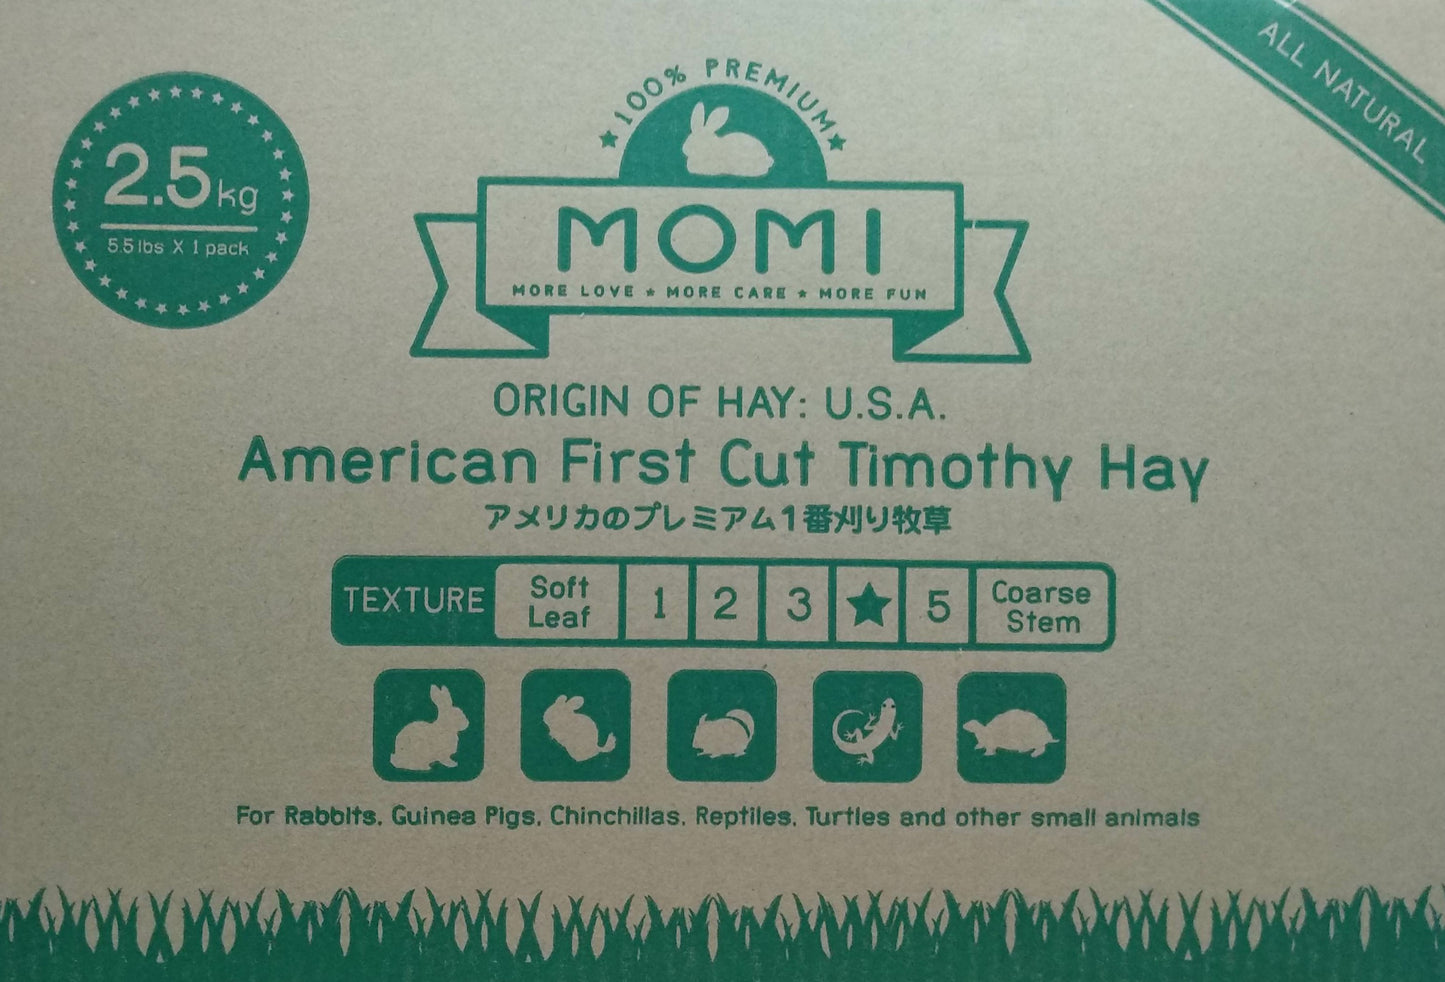 ALL NATURAL
★100% PREMIUM★
2.5kg
5.5 lbs X 1 pack
MOMI
MORE LOVE ★ MORE CARE ★ MORE FUN
ORIGIN OF HAY: U.S.A.
American First Cut Timothy Hay
アメリカのプレミアム1番刈り牧草
TEXTURE Soft Leaf 1 2 3 ★ 5 Coarse Stem
For Rabbits, Guinea Pigs, Chinchillas, Reptiles, Turtles and other small animals